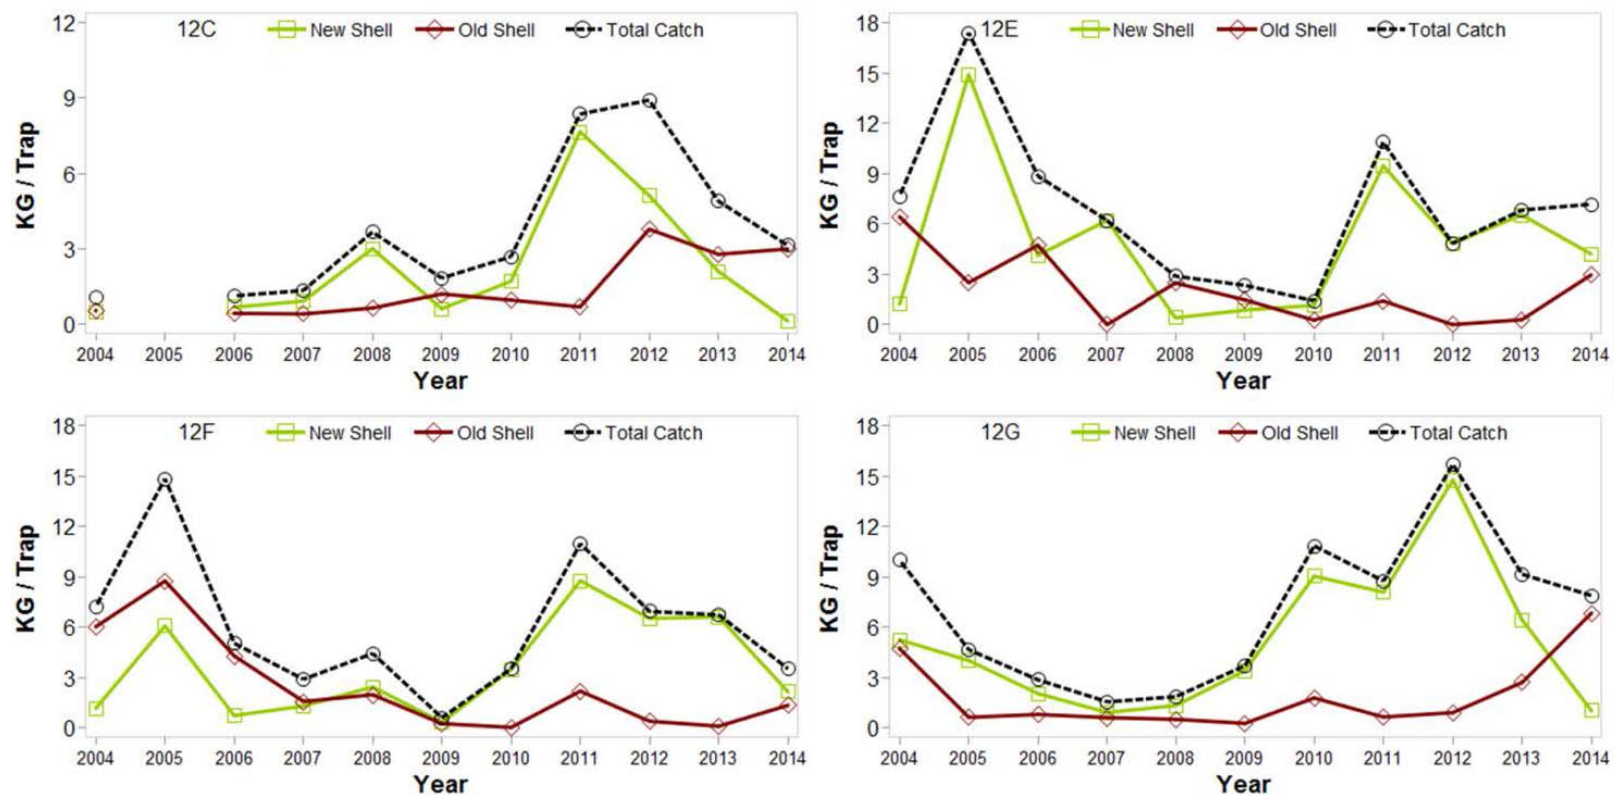 12C New Shell Old Shell Total Catch
12
9
6
3
0
KG / Trap
2004 2005 2006 2007 2008 2009 2010 2011 2012 2013 2014
Year
12E New Shell Old Shell Total Catch
18
15
12
9
6
3
0
KG / Trap
2004 2005 2006 2007 2008 2009 2010 2011 2012 2013 2014
Year
12F New Shell Old Shell Total Catch
18
15
12
9
6
3
0
KG / Trap
2004 2005 2006 2007 2008 2009 2010 2011 2012 2013 2014
Year
12G New Shell Old Shell Total Catch
18
15
12
9
6
3
0
KG / Trap
2004 2005 2006 2007 2008 2009 2010 2011 2012 2013 2014
Year